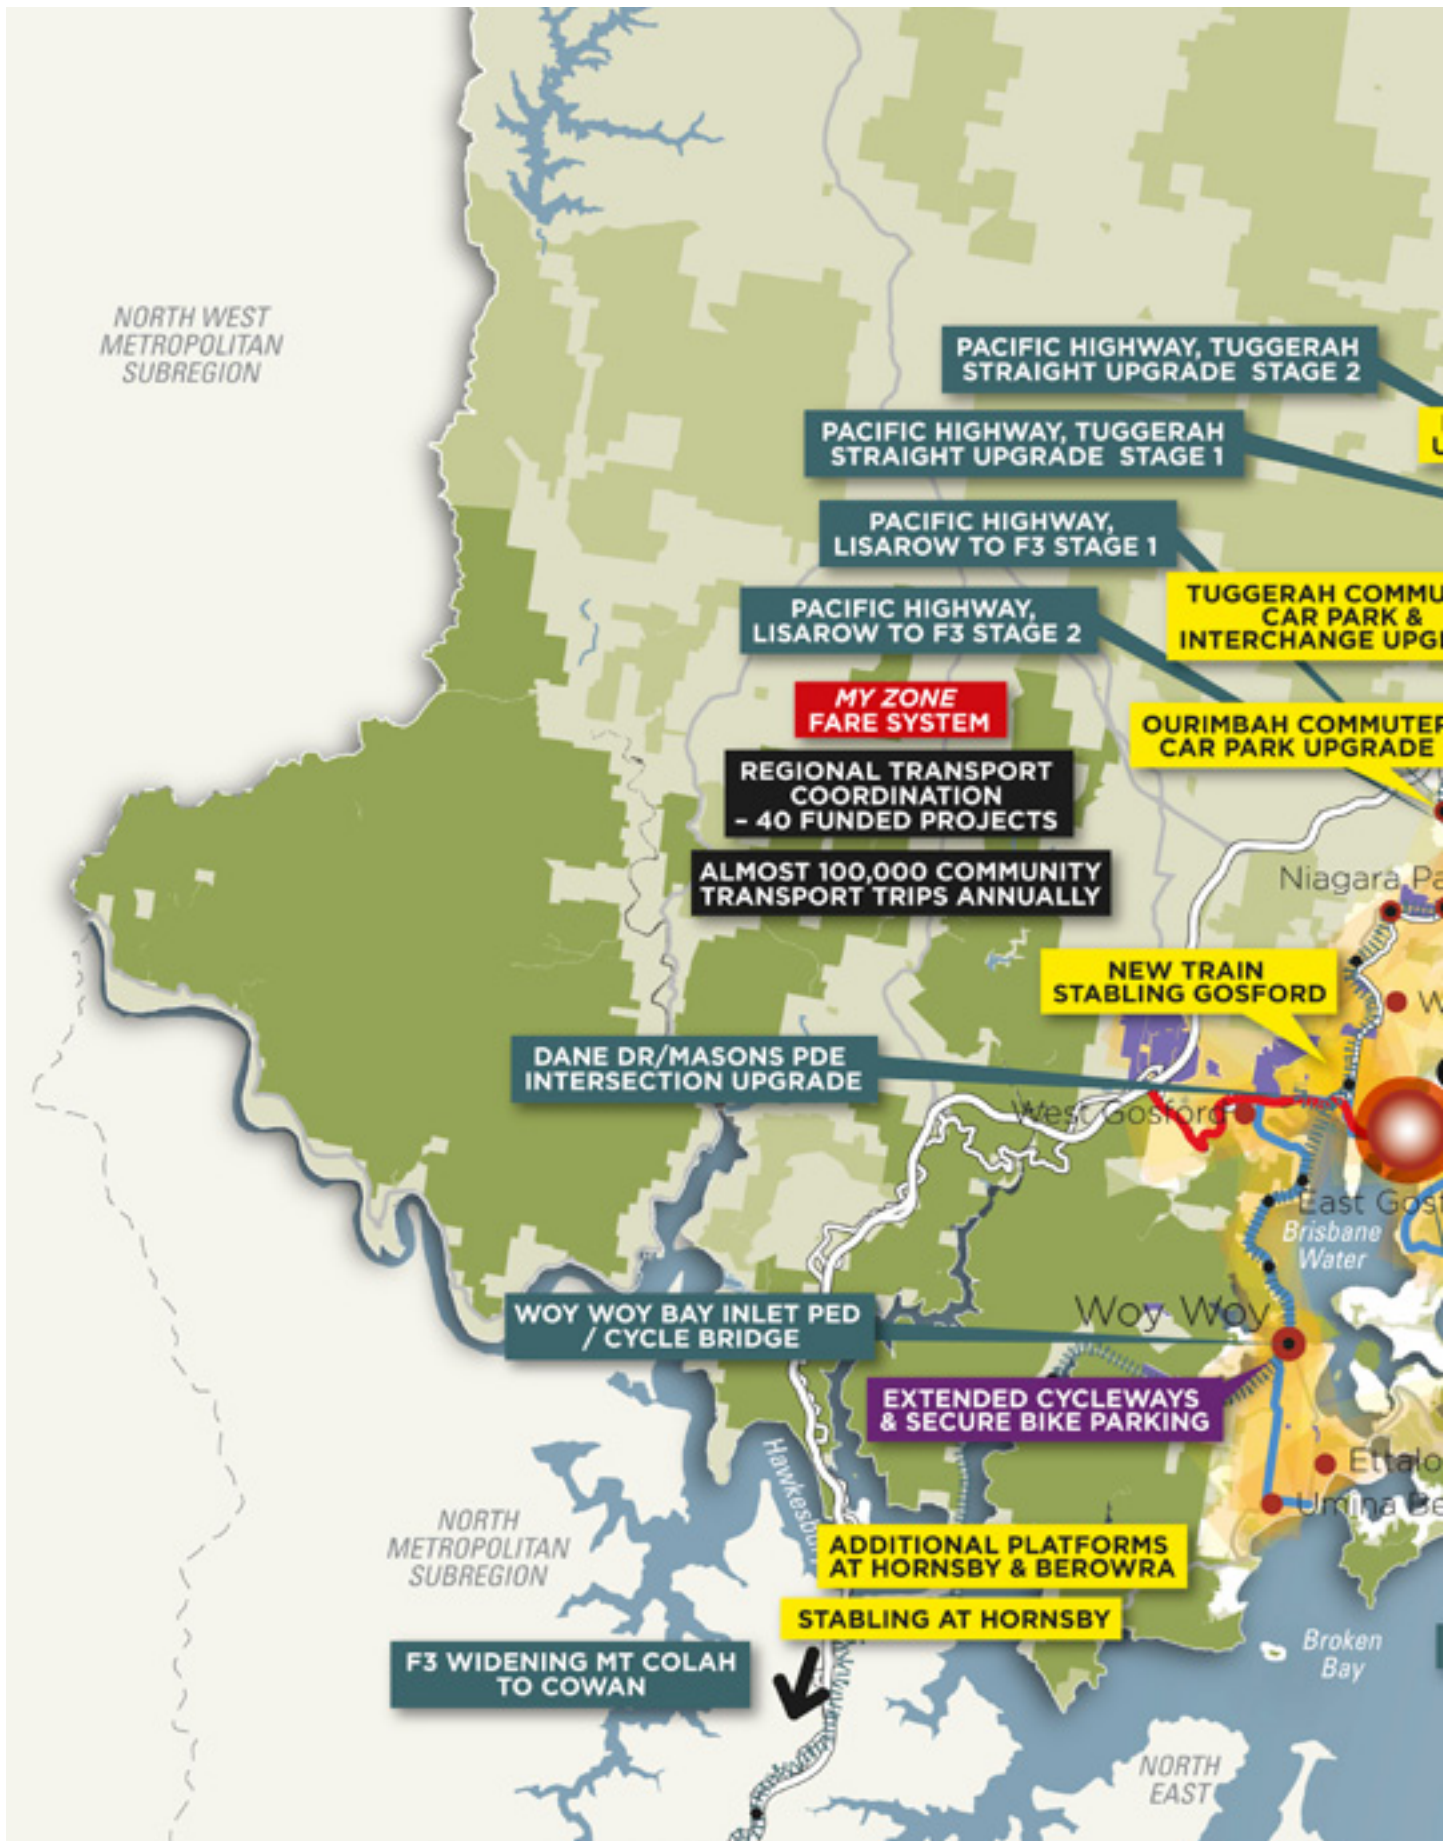 NORTH WEST
METROPOLITAN
SUBREGION
PACIFIC HIGHWAY, TUGGERAH
STRAIGHT UPGRADE STAGE 2
PACIFIC HIGHWAY, TUGGERAH
STRAIGHT UPGRADE STAGE 1
PACIFIC HIGHWAY,
LISAROW TO F3 STAGE 1
TUGGERAH
CAR PARK &
INTERCHANGE
PACIFIC HIGHWAY,
LISAROW TO F3 STAGE 2
MY ZONE
FARE SYSTEM
OURIMBAH COMMUTER
CAR PARK UPGRADE
REGIONAL TRANSPORT
COORDINATION
– 40 FUNDED PROJECTS
ALMOST 100,000 COMMUNITY
TRANSPORT TRIPS ANNUALLY
Niagara
NEW TRAIN
STABLING GOSFORD
DANE DR/MASONS PDE
INTERSECTION UPGRADE
West Gosford
East
Brisbane
Water
WOY WOY BAY INLET PED
/ CYCLE BRIDGE
Woy Woy
EXTENDED CYCLEWAYS
& SECURE BIKE PARKING
Umina
NORTH
METROPOLITAN
SUBREGION
ADDITIONAL PLATFORMS
AT HORNSBY & BEROWRA
STABLING AT HORNSBY
F3 WIDENING MT COLAH
TO COWAN
Broken
Bay
NORTH
EAST